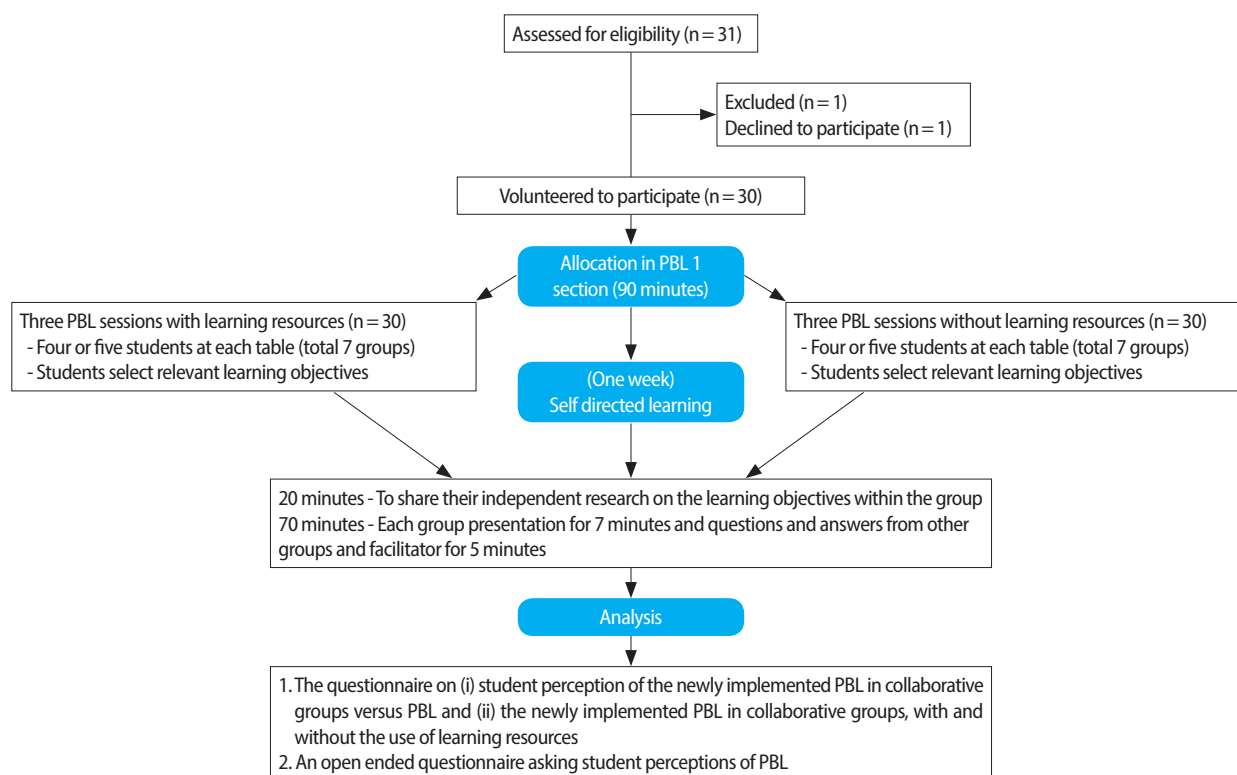 Assessed for eligibility (n = 31)
Excluded (n = 1)
Declined to participate (n = 1)
Volunteered to participate (n = 30)
Allocation in PBL 1
section (90 minutes)
Three PBL sessions with learning resources (n = 30)
- Four or five students at each table (total 7 groups)
- Students select relevant learning objectives
(One week)
Self directed learning
Three PBL sessions without learning resources (n = 30)
- Four or five students at each table (total 7 groups)
- Students select relevant learning objectives
20 minutes - To share their independent research on the learning objectives within the group
70 minutes - Each group presentation for 7 minutes and questions and answers from other
groups and facilitator for 5 minutes
Analysis
1. The questionnaire on (i) student perception of the newly implemented PBL in collaborative
groups versus PBL and (ii) the newly implemented PBL in collaborative groups, with and
without the use of learning resources
2. An open ended questionnaire asking student perceptions of PBL